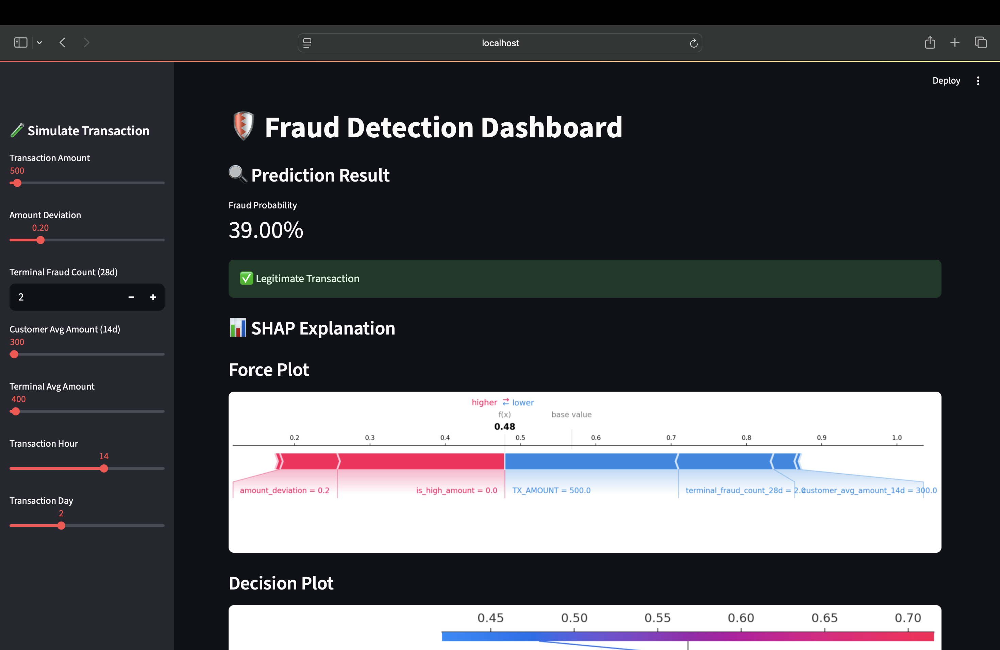 localhost
Deploy
Simulate Transaction
Transaction Amount
500
Amount Deviation
0.20
Terminal Fraud Count (28d)
2
Customer Avg Amount (14d)
300
Terminal Avg Amount
400
Transaction Hour
14
Transaction Day
2
Fraud Detection Dashboard
Prediction Result
Fraud Probability
39.00%
Legitimate Transaction
SHAP Explanation
Force Plot
higher ⇄ lower
f(x) base value
0.48
0.2 0.3 0.4 0.5 0.6 0.7 0.8 0.9 1.0
amount_deviation = 0.2 is_high_amount = 0.0 TX_AMOUNT = 500.0 terminal_fraud_count_28d = 2.0 customer_avg_amount_14d = 300.0
Decision Plot
0.45 0.50 0.55 0.60 0.65 0.70